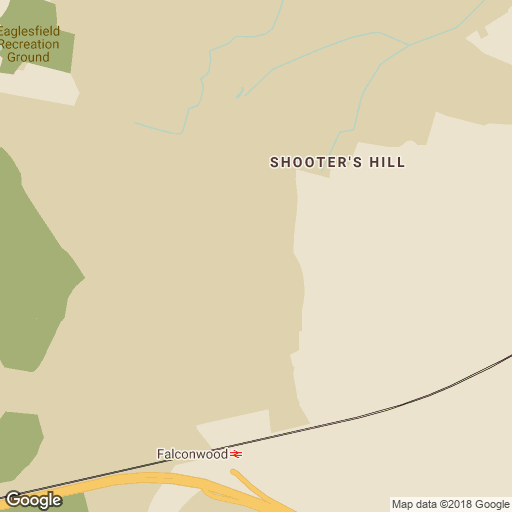 Eaglesfield
Recreation
Ground
SHOOTER'S HILL
Falconwood
Google
Map data ©2018 Google